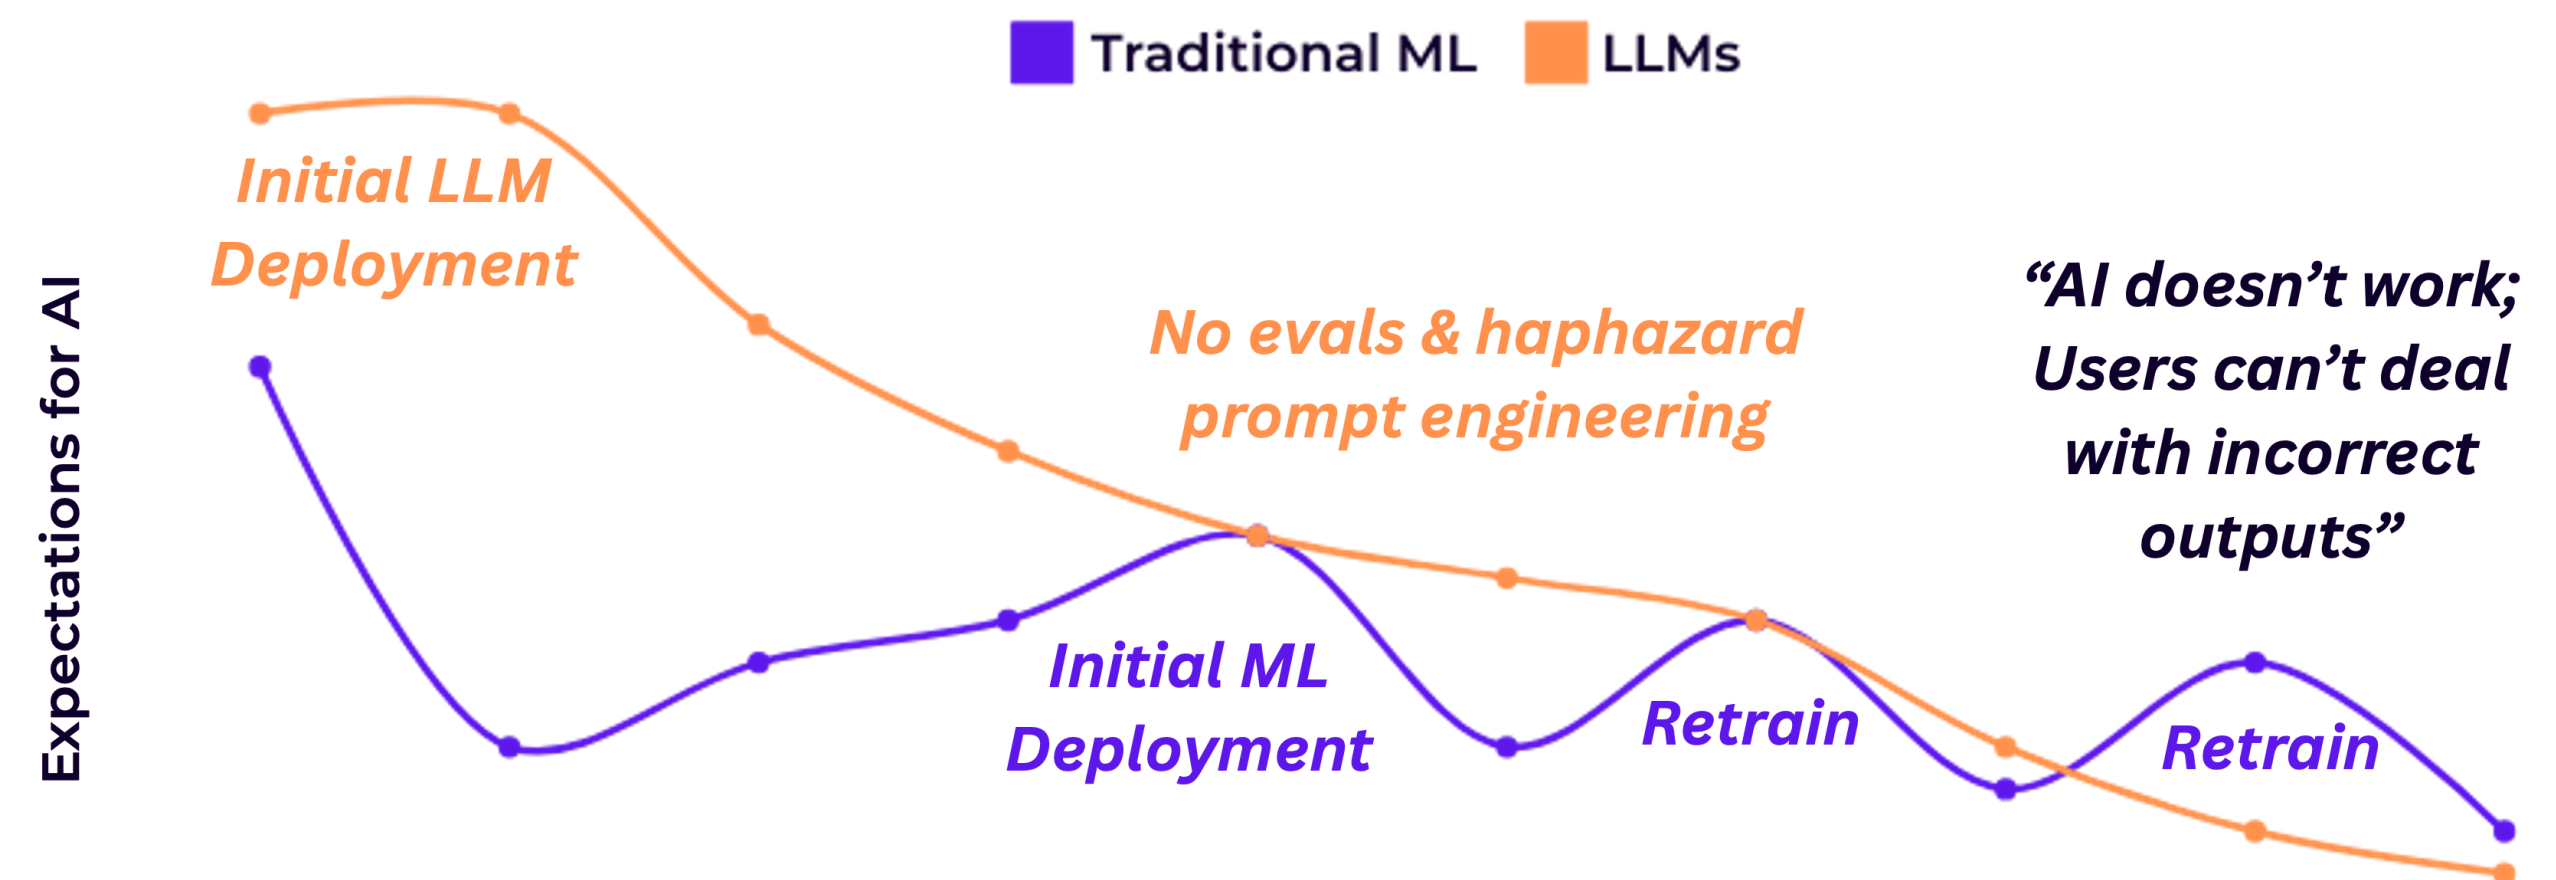 Traditional ML
LLMs
Initial LLM
Deployment
Expectations for AI
No evals & haphazard
prompt engineering
“AI doesn’t work;
Users can’t deal
with incorrect
outputs”
Initial ML
Deployment
Retrain
Retrain